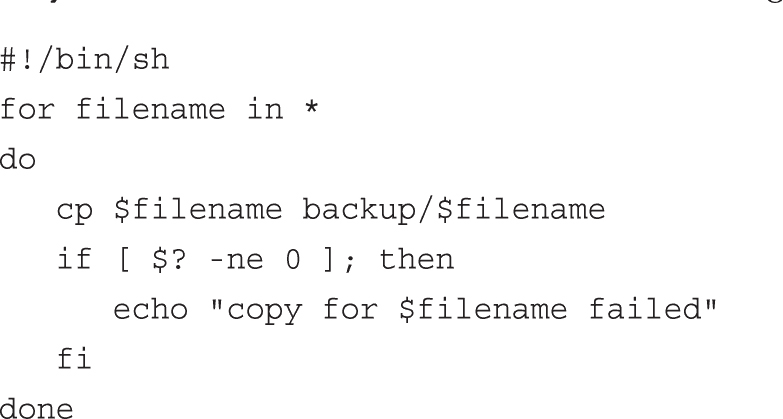 #!/bin/sh
for filename in *
do
   cp $filename backup/$filename
   if [ $? -ne 0 ]; then
      echo "copy for $filename failed"
   fi
done